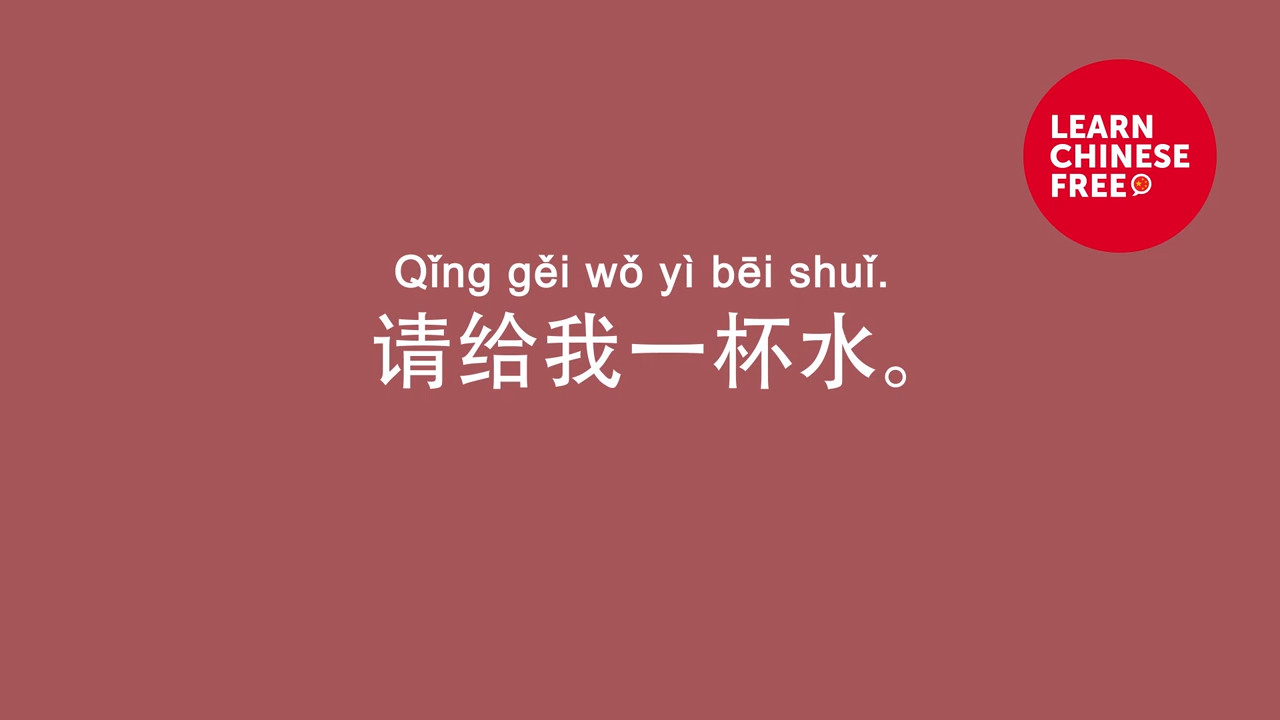 LEARN
CHINESE
FREE
Qǐng gěi wǒ yì bēi shuǐ.
请给我一杯水。